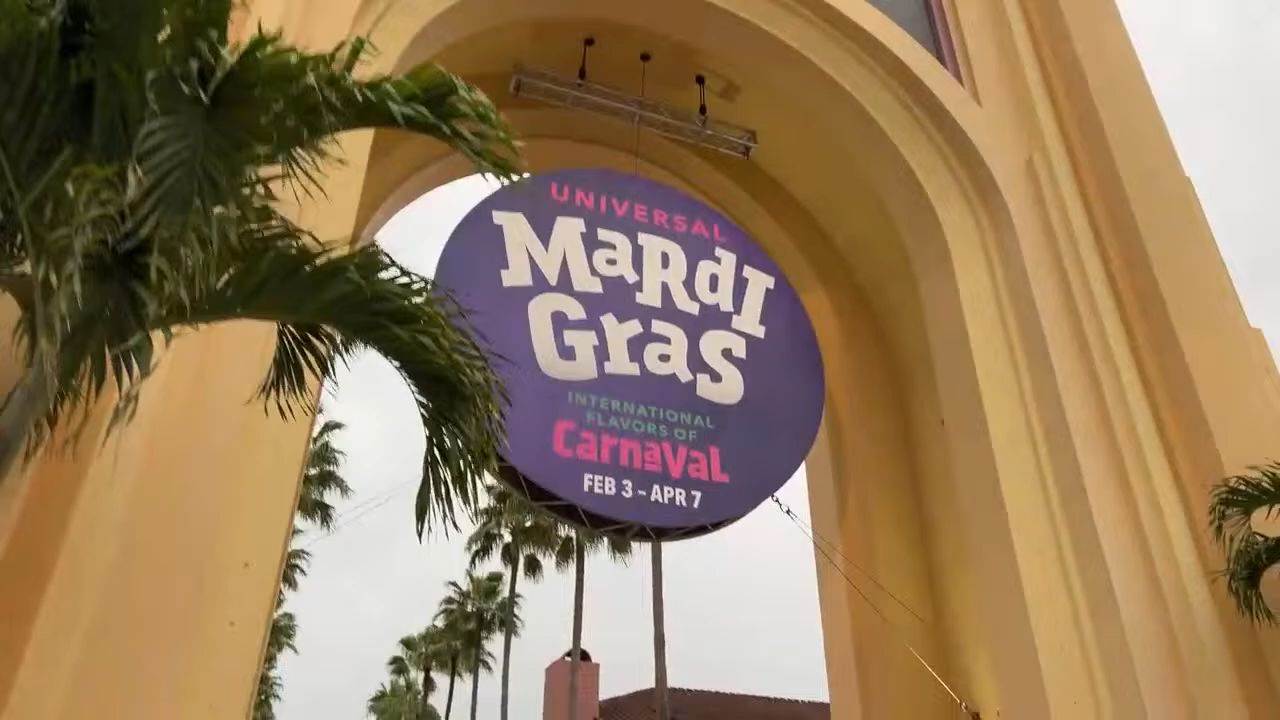 UNIVERSAL
MaRdI
GraS
INTERNATIONAL
FLAVORS OF
CarnavaL
FEB 3 - APR 7